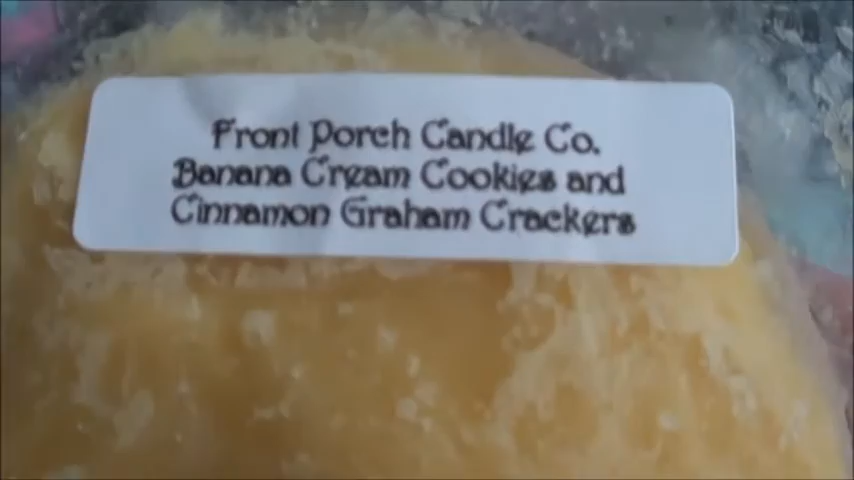 Front Porch Candle Co.
Banana Cream Cookies and
Cinnamon Graham Crackers